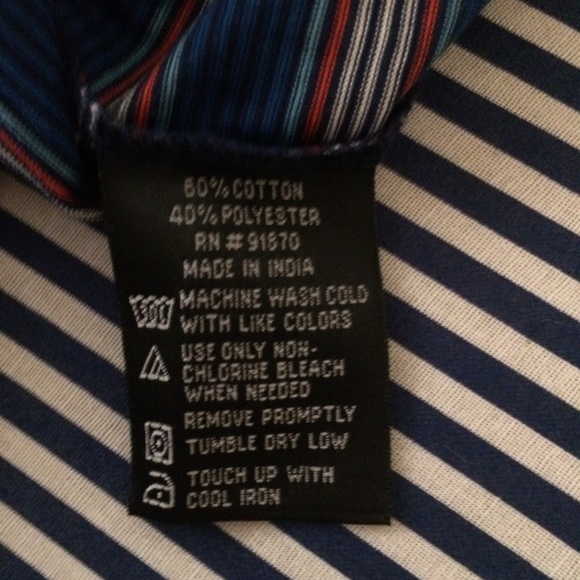 60% COTTON
40% POLYESTER
RN # 91870
MADE IN INDIA
MACHINE WASH COLD
WITH LIKE COLORS
USE ONLY NON-
CHLORINE BLEACH
WHEN NEEDED
REMOVE PROMPTLY
TUMBLE DRY LOW
TOUCH UP WITH
COOL IRON